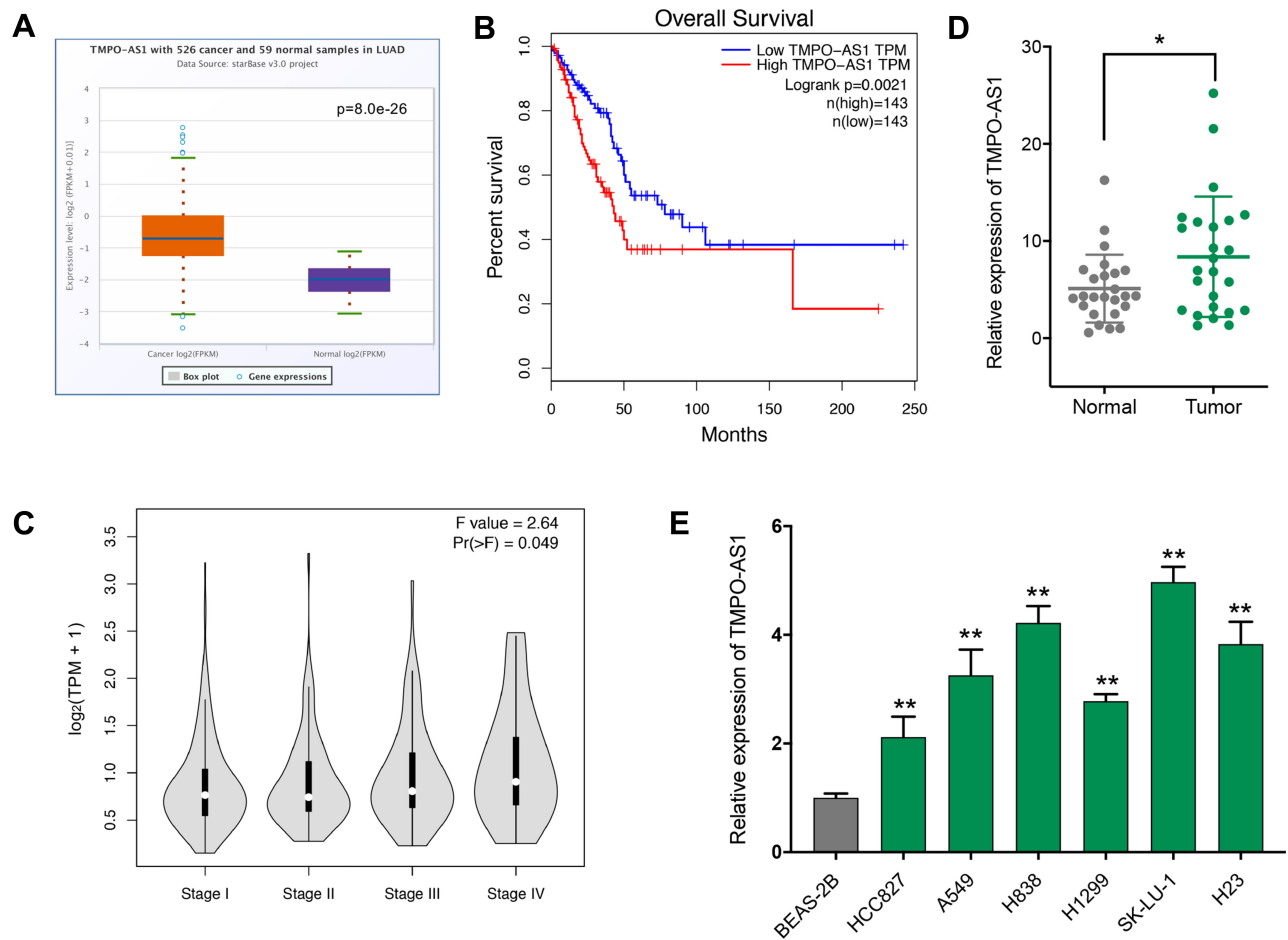 A
TMPO-AS1 with 526 cancer and 59 normal samples in LUAD
Data Source: starBase v3.0 project
p=8.0e-26
Expression level: log2 (FPKM+0.01)]
4
3
2
1
0
-1
-2
-3
-4
Cancer log2(FPKM)
Normal log2(FPKM)
Box plot
Gene expressions
B
Overall Survival
Low TMPO-AS1 TPM
High TMPO-AS1 TPM
Logrank p=0.0021
n(high)=143
n(low)=143
Percent survival
1.0
0.8
0.6
0.4
0.2
0.0
0 50 100 150 200 250
Months
D
*
Relative expression of TMPO-AS1
30
20
10
0
Normal
Tumor
C
F value = 2.64
Pr(>F) = 0.049
log2(TPM + 1)
3.5
3.0
2.5
2.0
1.5
1.0
0.5
Stage I
Stage II
Stage III
Stage IV
E
Relative expression of TMPO-AS1
6
4
2
0
**
**
**
**
**
**
BEAS-2B
HCC827
A549
H838
H1299
SK-LU-1
H23